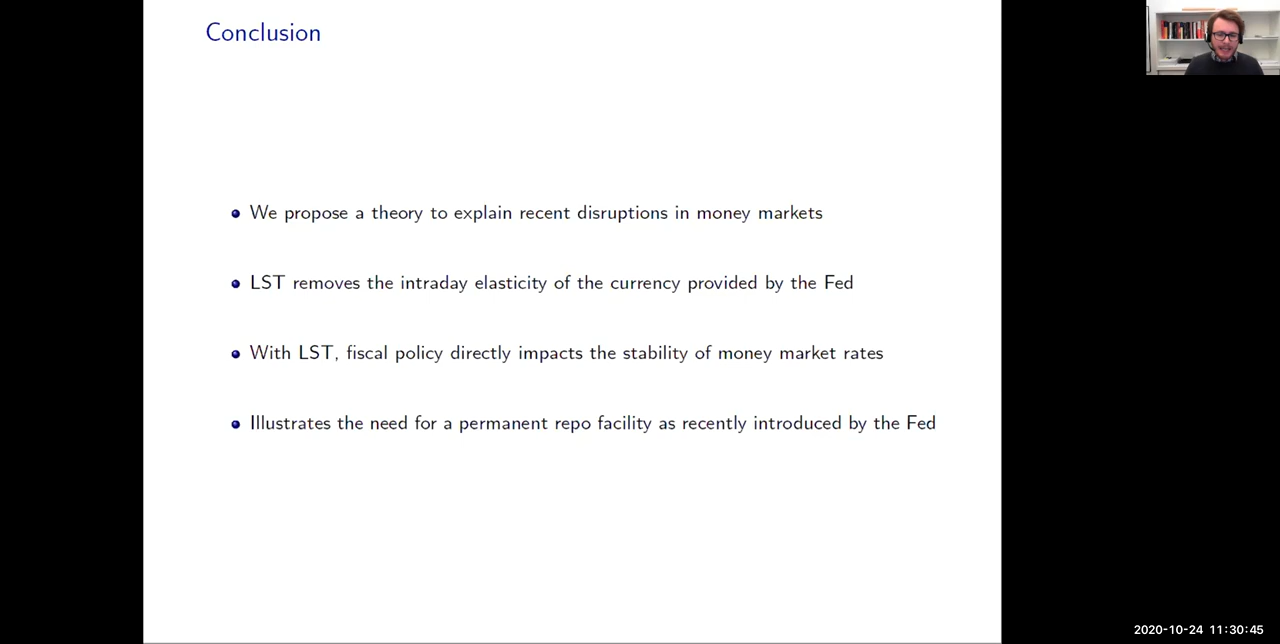 Conclusion
We propose a theory to explain recent disruptions in money markets
LST removes the intraday elasticity of the currency provided by the Fed
With LST, fiscal policy directly impacts the stability of money market rates
Illustrates the need for a permanent repo facility as recently introduced by the Fed
2020-10-24 11:30:45